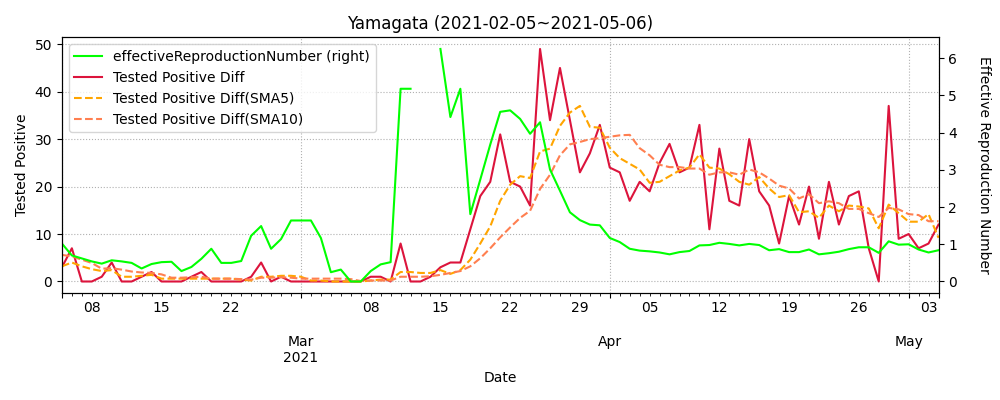 Yamagata (2021-02-05~2021-05-06)
effectiveReproductionNumber (right)
Tested Positive Diff
Tested Positive Diff(SMA5)
Tested Positive Diff(SMA10)
Tested Positive
50
40
30
20
10
0
Effective Reproduction Number
6
5
4
3
2
1
0
08 15 22 08 15 22 29 05 12 19 26 03
Mar Apr May
2021
Date